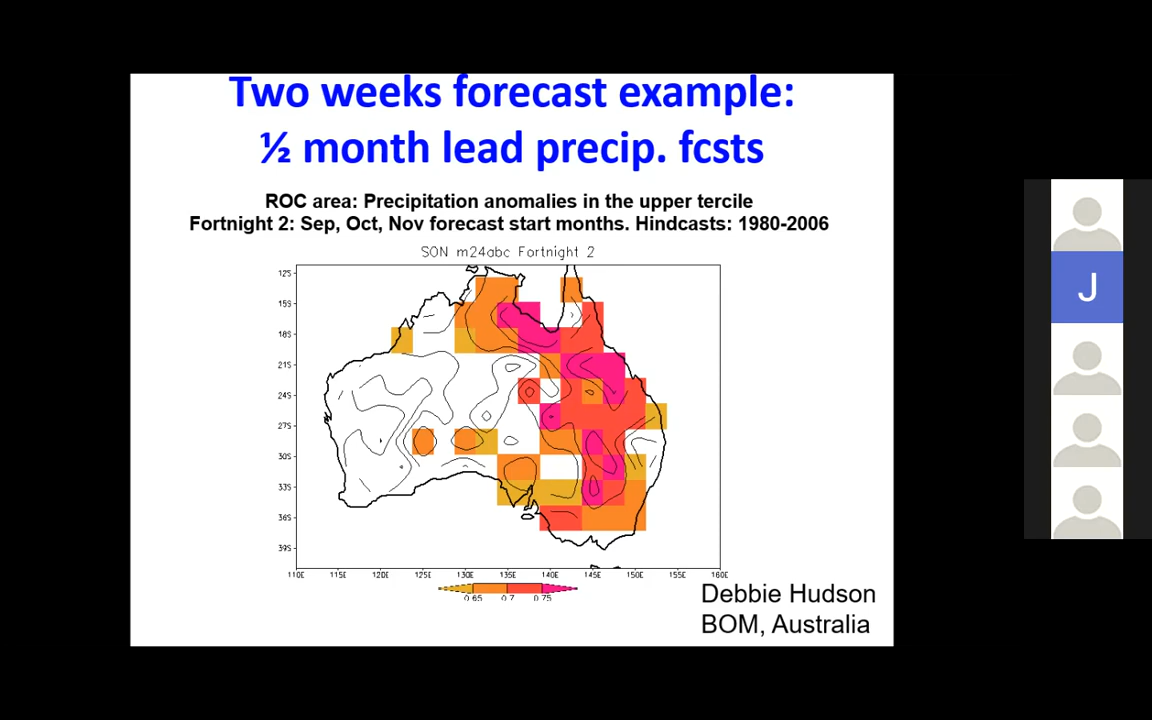 Two weeks forecast example:
½ month lead precip. fcsts
ROC area: Precipitation anomalies in the upper tercile
Fortnight 2: Sep, Oct, Nov forecast start months. Hindcasts: 1980-2006
SON m24abc Fortnight 2
12S
15S
18S
21S
24S
27S
30S
33S
36S
39S
110E 115E 120E 125E 130E 135E 140E 145E 150E 155E 160E
0.65 0.7 0.75
Debbie Hudson
BOM, Australia
J